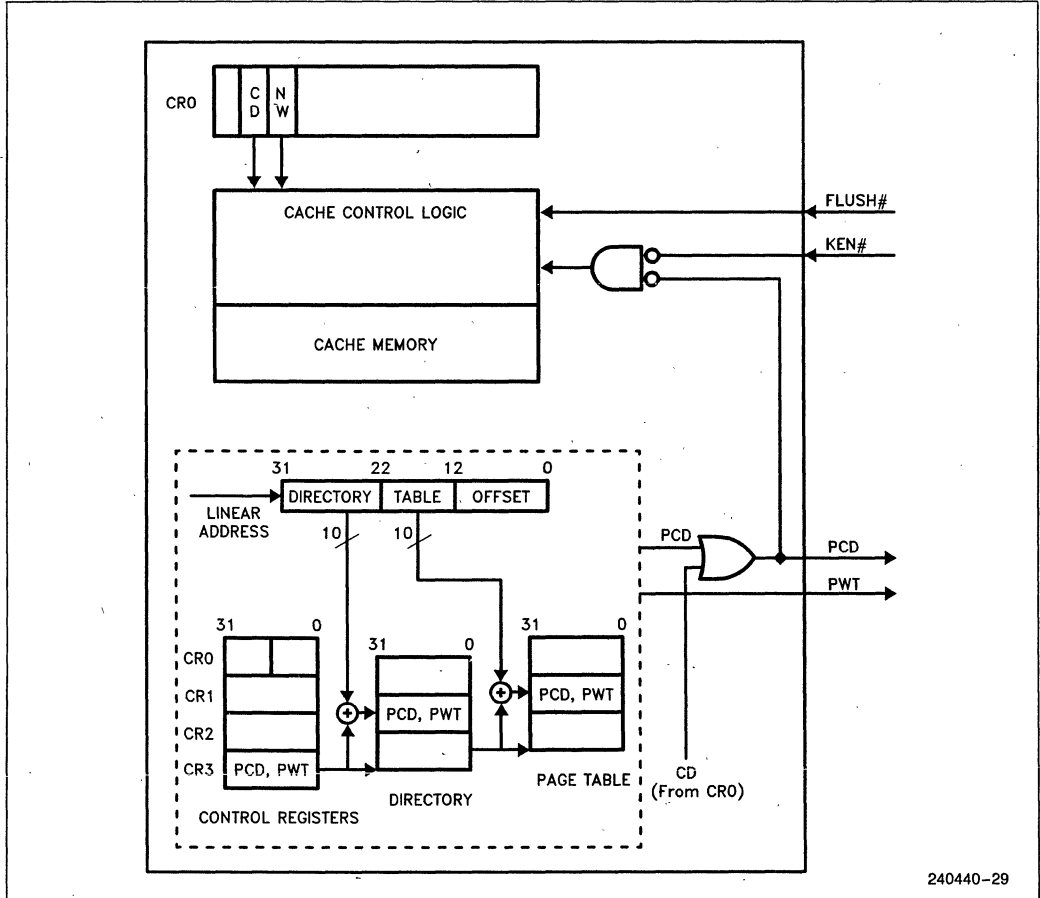 CR0
C D
N W
CACHE CONTROL LOGIC
FLUSH#
KEN#
CACHE MEMORY
31 22 12 0
DIRECTORY TABLE OFFSET
LINEAR
ADDRESS
10 10
PCD
PCD
PWT
31 0
31 0
31 0
CR0
CR1
CR2
CR3
PCD, PWT
PCD, PWT
PCD, PWT
CONTROL REGISTERS
DIRECTORY
PAGE TABLE
CD
(From CR0)
240440-29